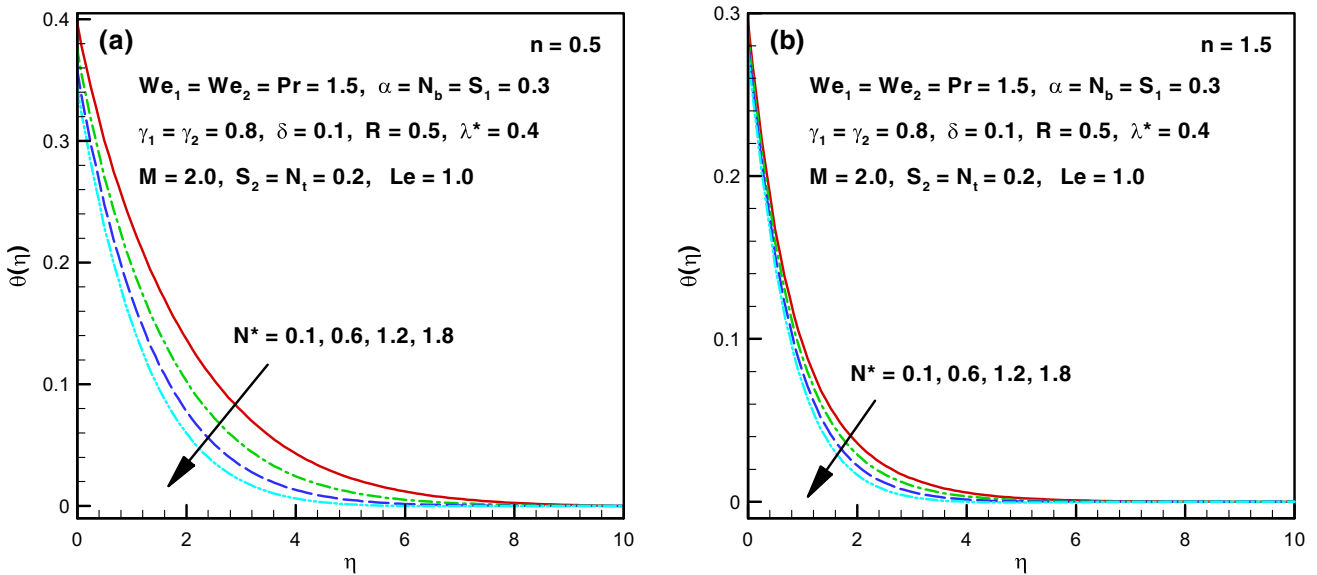 (a)
n = 0.5
We₁ = We₂ = Pr = 1.5, α = N_b = S₁ = 0.3
γ₁ = γ₂ = 0.8, δ = 0.1, R = 0.5, λ* = 0.4
M = 2.0, S₂ = N_t = 0.2, Le = 1.0
N* = 0.1, 0.6, 1.2, 1.8
θ(η)
0.4
0.3
0.2
0.1
0
0 2 4 6 8 10
η
(b)
n = 1.5
We₁ = We₂ = Pr = 1.5, α = N_b = S₁ = 0.3
γ₁ = γ₂ = 0.8, δ = 0.1, R = 0.5, λ* = 0.4
M = 2.0, S₂ = N_t = 0.2, Le = 1.0
N* = 0.1, 0.6, 1.2, 1.8
θ(η)
0.3
0.2
0.1
0
0 2 4 6 8 10
η